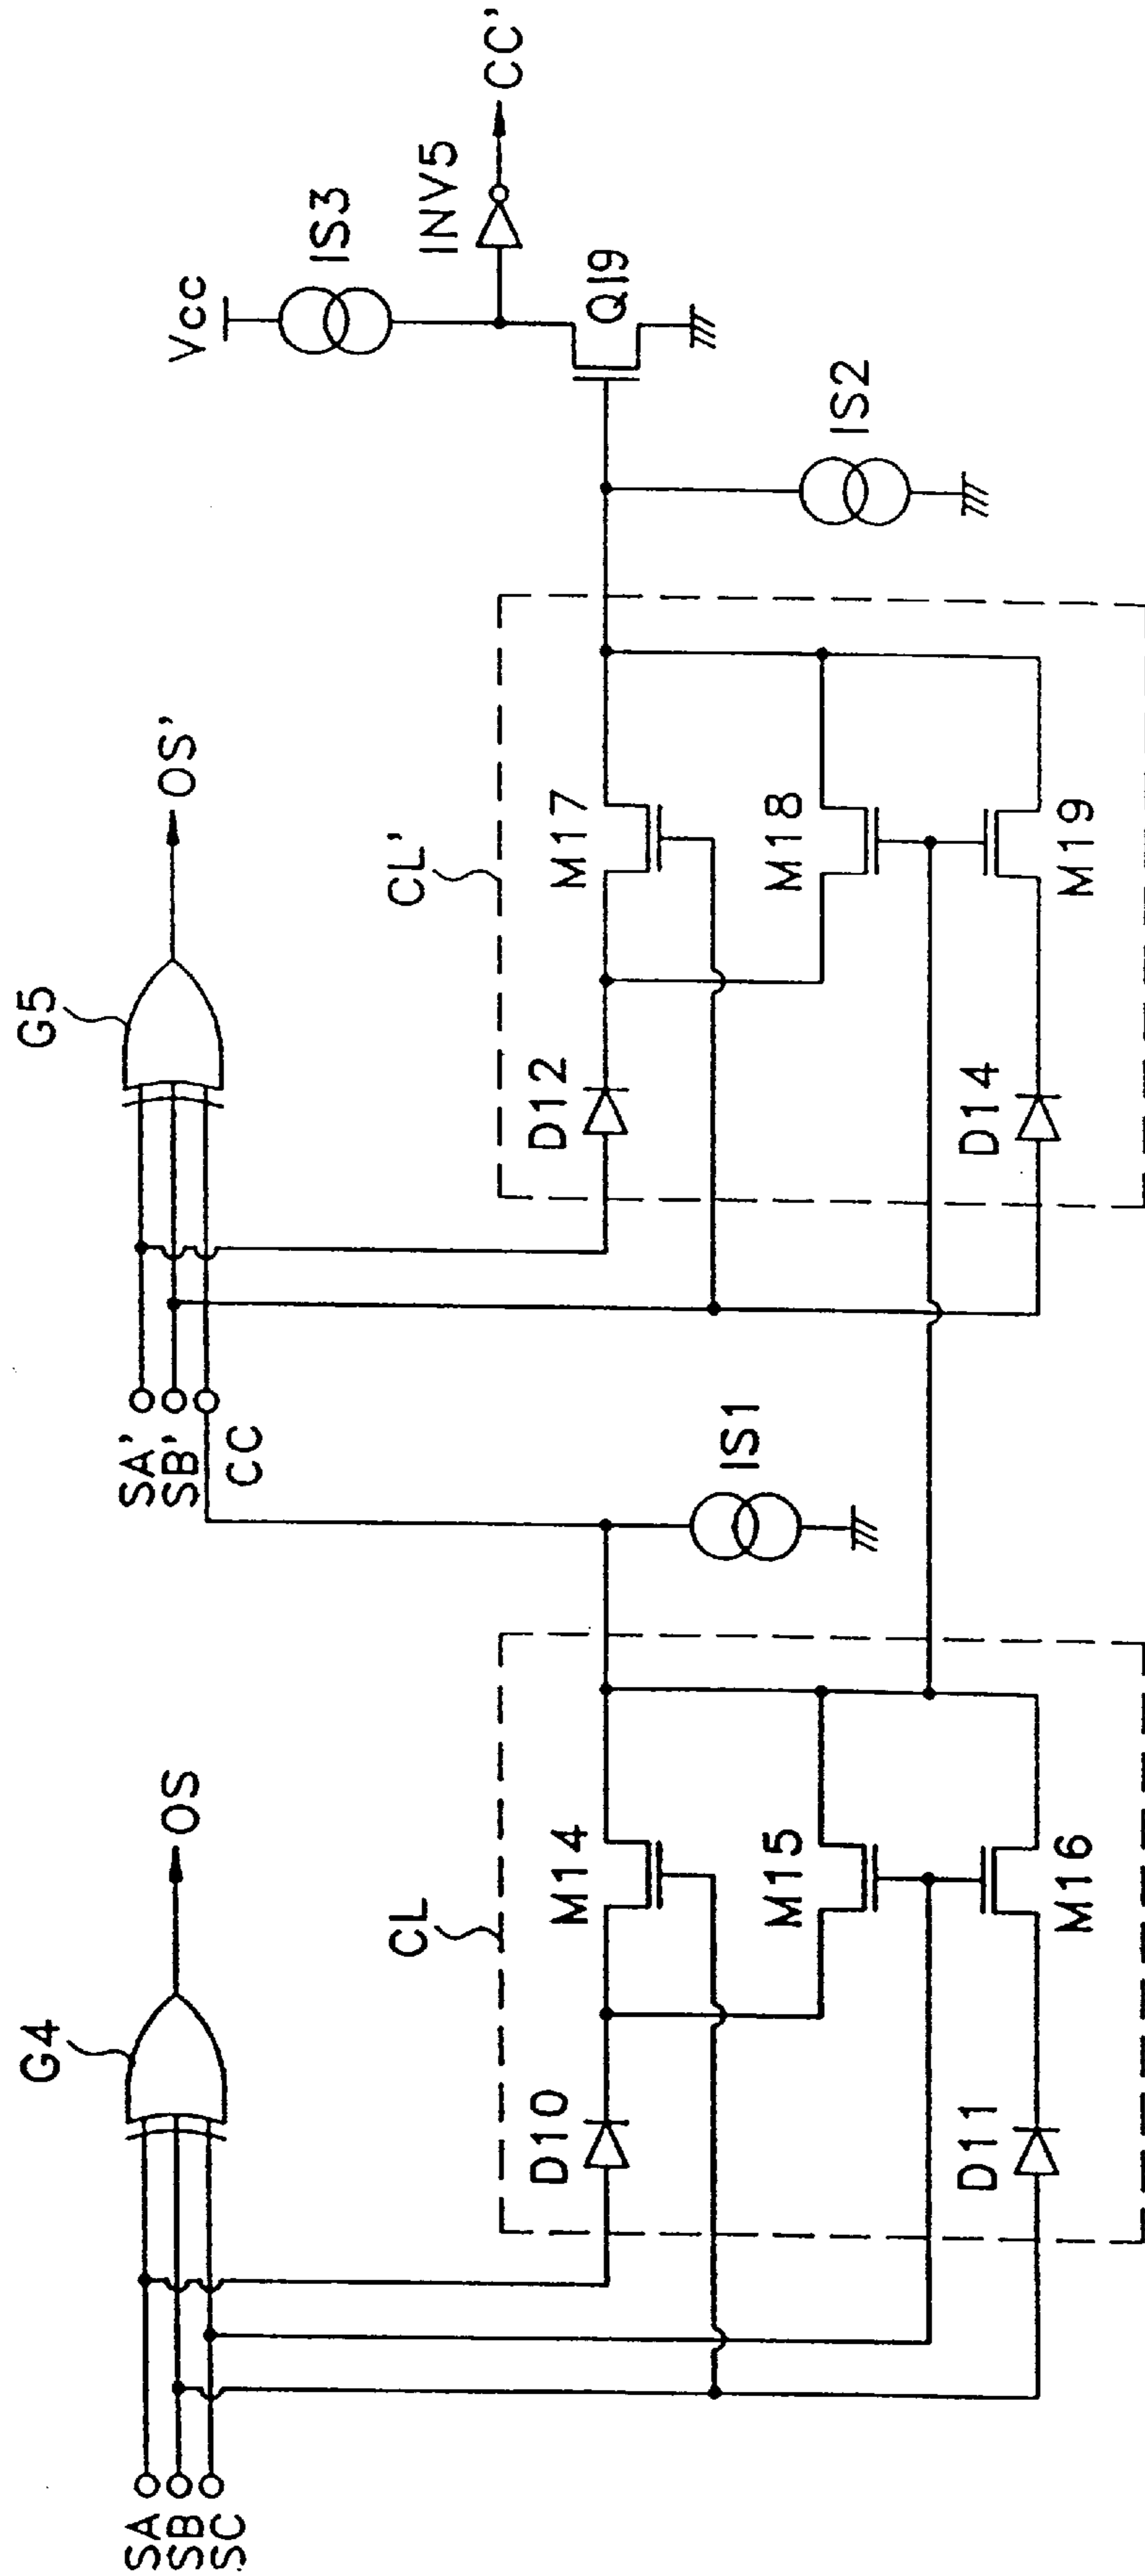 G4
OS
SA
SB
SC
CL
D10
M14
M15
D11
M16
IS1
G5
OS'
SA'
SB'
CC
CL'
D12
M17
M18
D14
M19
IS2
Vcc
IS3
INV5
CC'
Q19